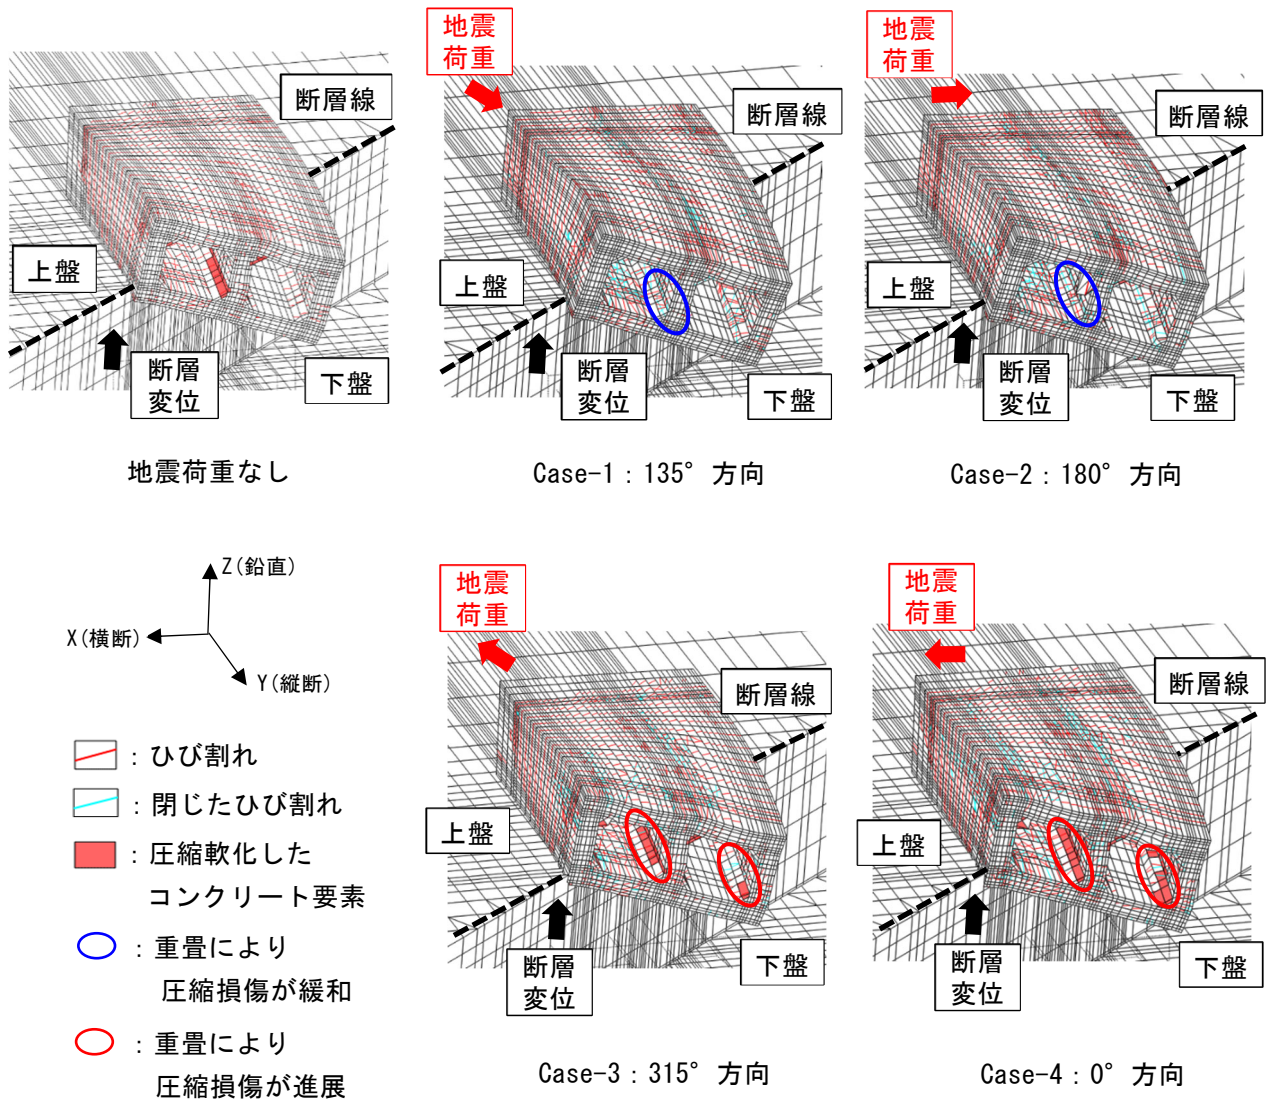 断層線
上盤
断層
変位
下盤
地震荷重なし
地震
荷重
断層線
上盤
断層
変位
下盤
Case-1：135°方向
地震
荷重
断層線
上盤
断層
変位
下盤
Case-2：180°方向
Z(鉛直)
X(横断)
Y(縦断)
：ひび割れ
：閉じたひび割れ
：圧縮軟化した
コンクリート要素
：重畳により
圧縮損傷が緩和
：重畳により
圧縮損傷が進展
地震
荷重
断層線
上盤
断層
変位
下盤
Case-3：315°方向
地震
荷重
断層線
上盤
断層
変位
下盤
Case-4：0°方向